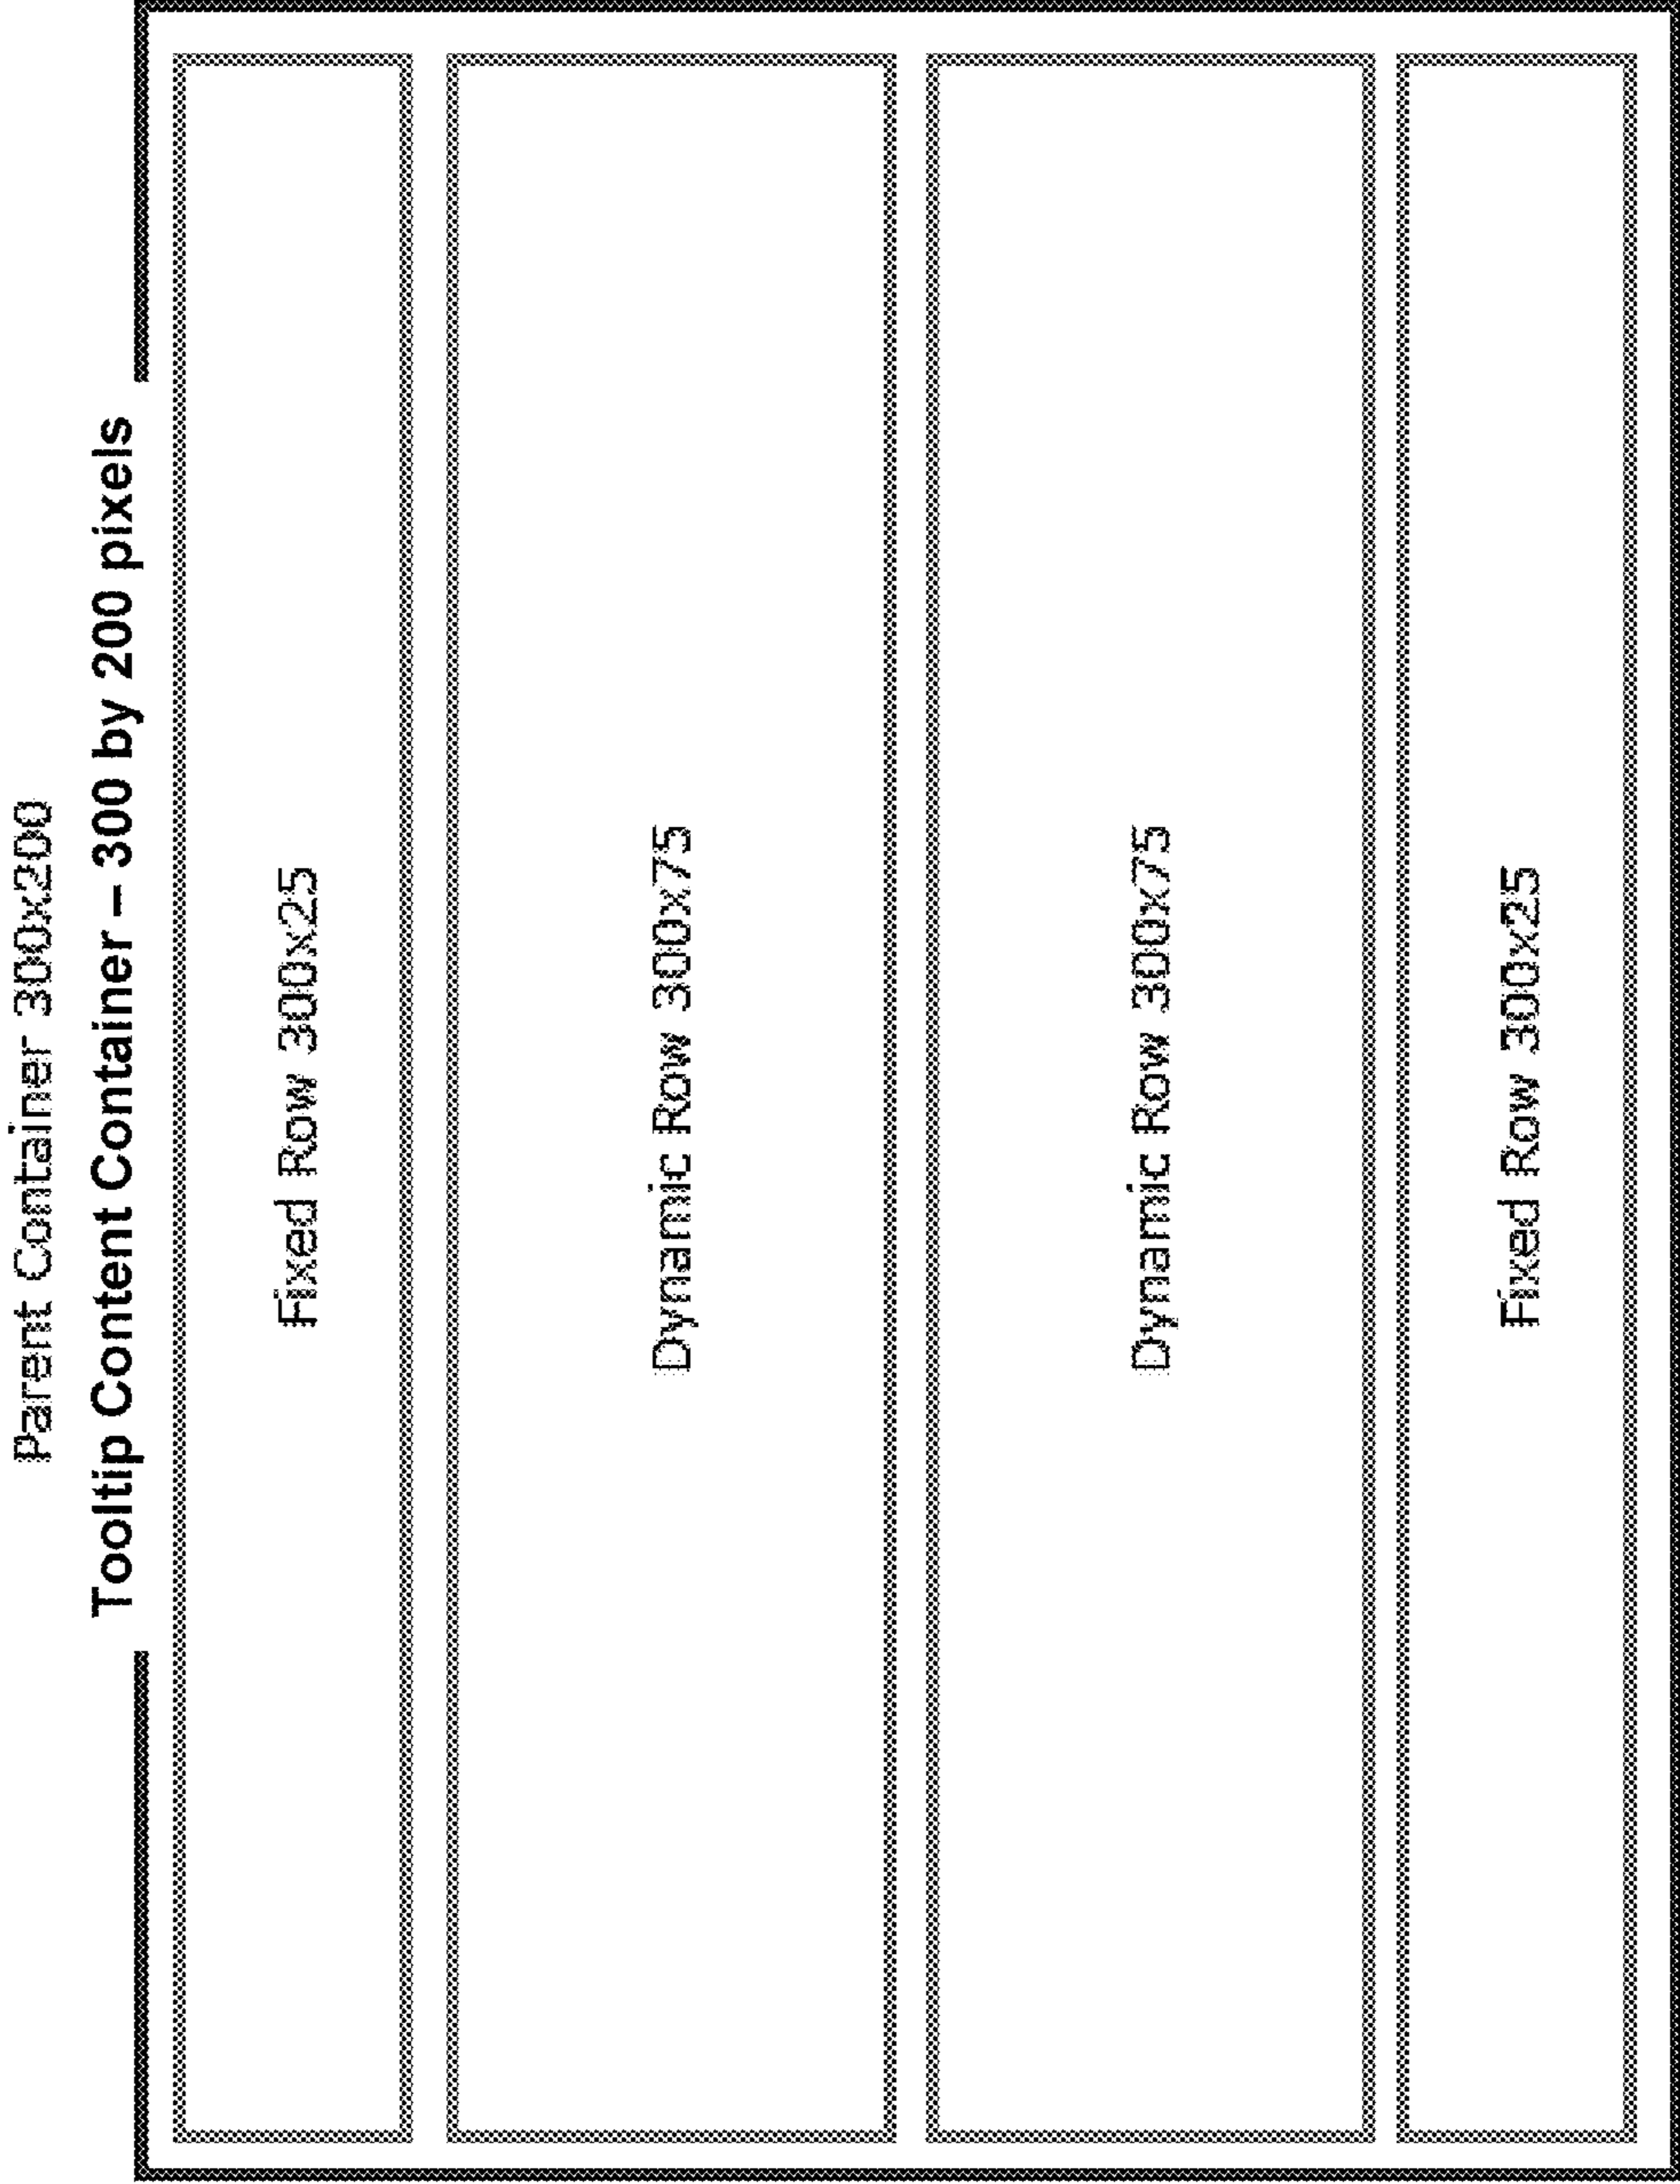 Parent Container 300x200
Tooltip Content Container – 300 by 200 pixels
Fixed Row 300x25
Dynamic Row 300x75
Dynamic Row 300x75
Fixed Row 300x25